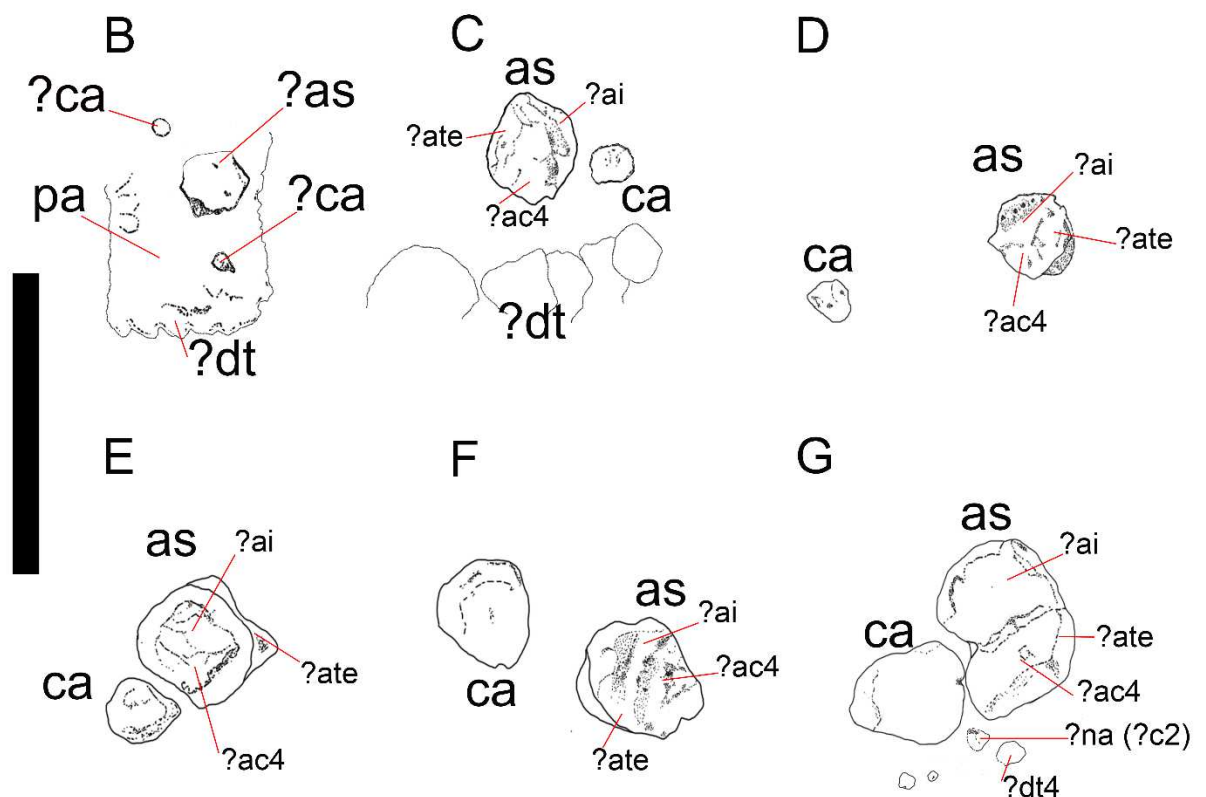 B
?ca
?as
pa
?ca
?dt
C
as
?ai
?ate
ca
?ac4
?dt
D
as
?ai
?ate
ca
?ac4
E
as
?ai
?ate
ca
?ac4
F
as
?ai
?ac4
ca
?ate
G
as
?ai
ca
?ate
?ac4
?na (?c2)
?dt4